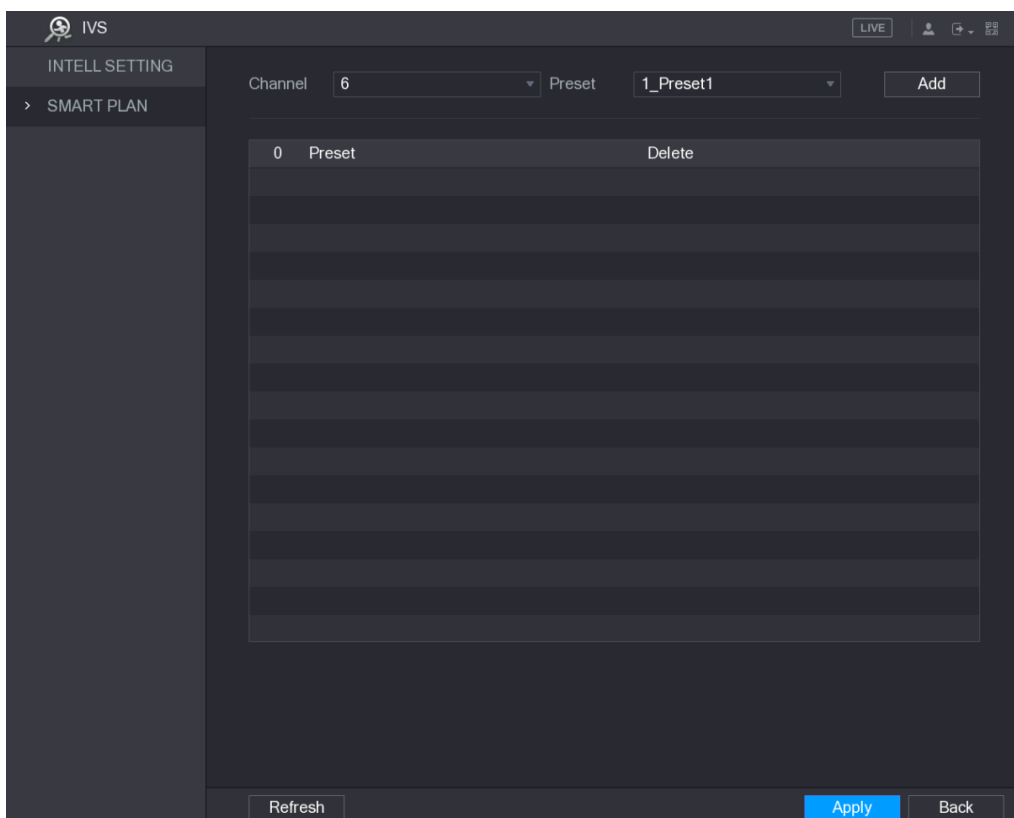 IVS LIVE
INTELL SETTING
SMART PLAN
Channel 6 Preset 1_Preset1 Add
0 Preset Delete
Refresh Apply Back